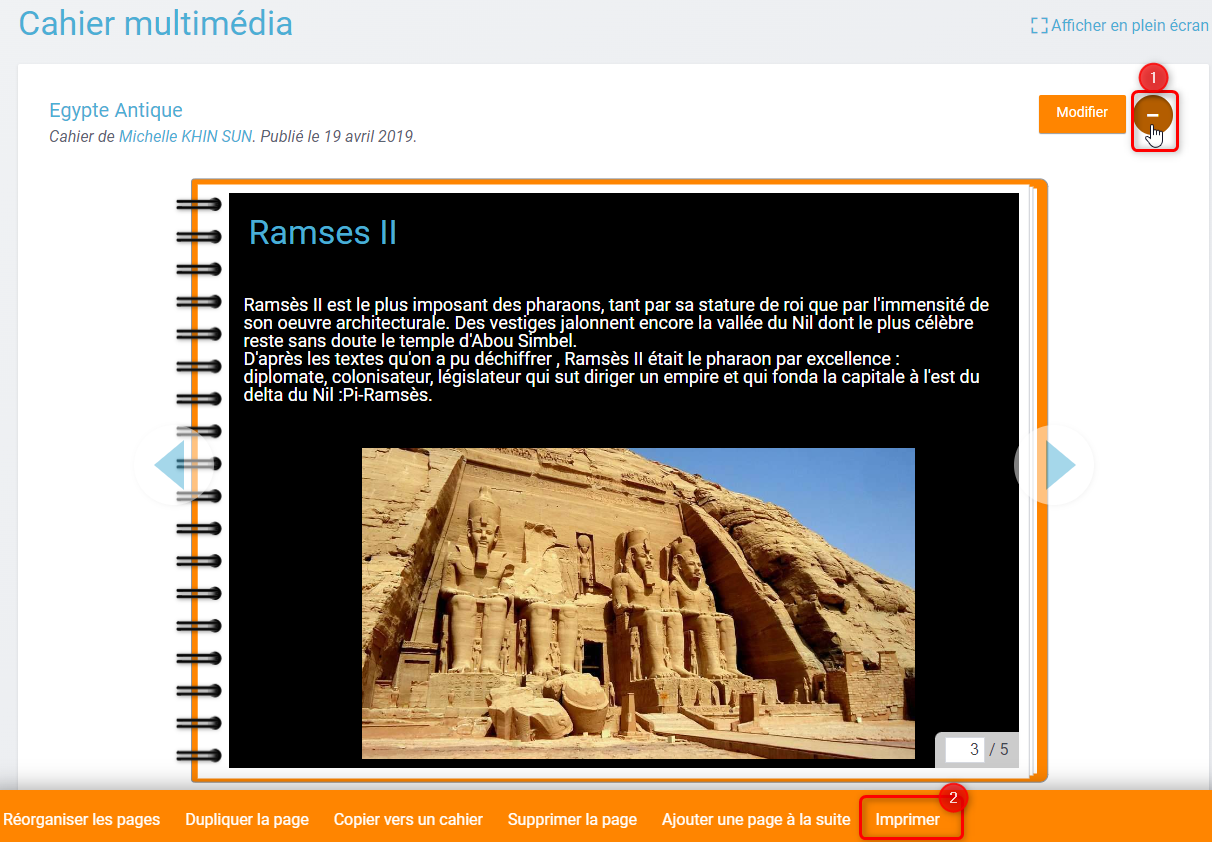 Cahier multimédia
Afficher en plein écran
1
Egypte Antique
Modifier
Cahier de Michelle KHIN SUN. Publié le 19 avril 2019.
Ramses II
Ramsès II est le plus imposant des pharaons, tant par sa stature de roi que par l'immensité de
son oeuvre architecturale. Des vestiges jalonnent encore la vallée du Nil dont le plus célèbre
reste sans doute le temple d'Abou Simbel.
D'après les textes qu'on a pu déchiffrer , Ramsès II était le pharaon par excellence :
diplomate, colonisateur, législateur qui sut diriger un empire et qui fonda la capitale à l'est du
delta du Nil :Pi-Ramsès.
3 / 5
2
Réorganiser les pages Dupliquer la page Copier vers un cahier Supprimer la page Ajouter une page à la suite Imprimer